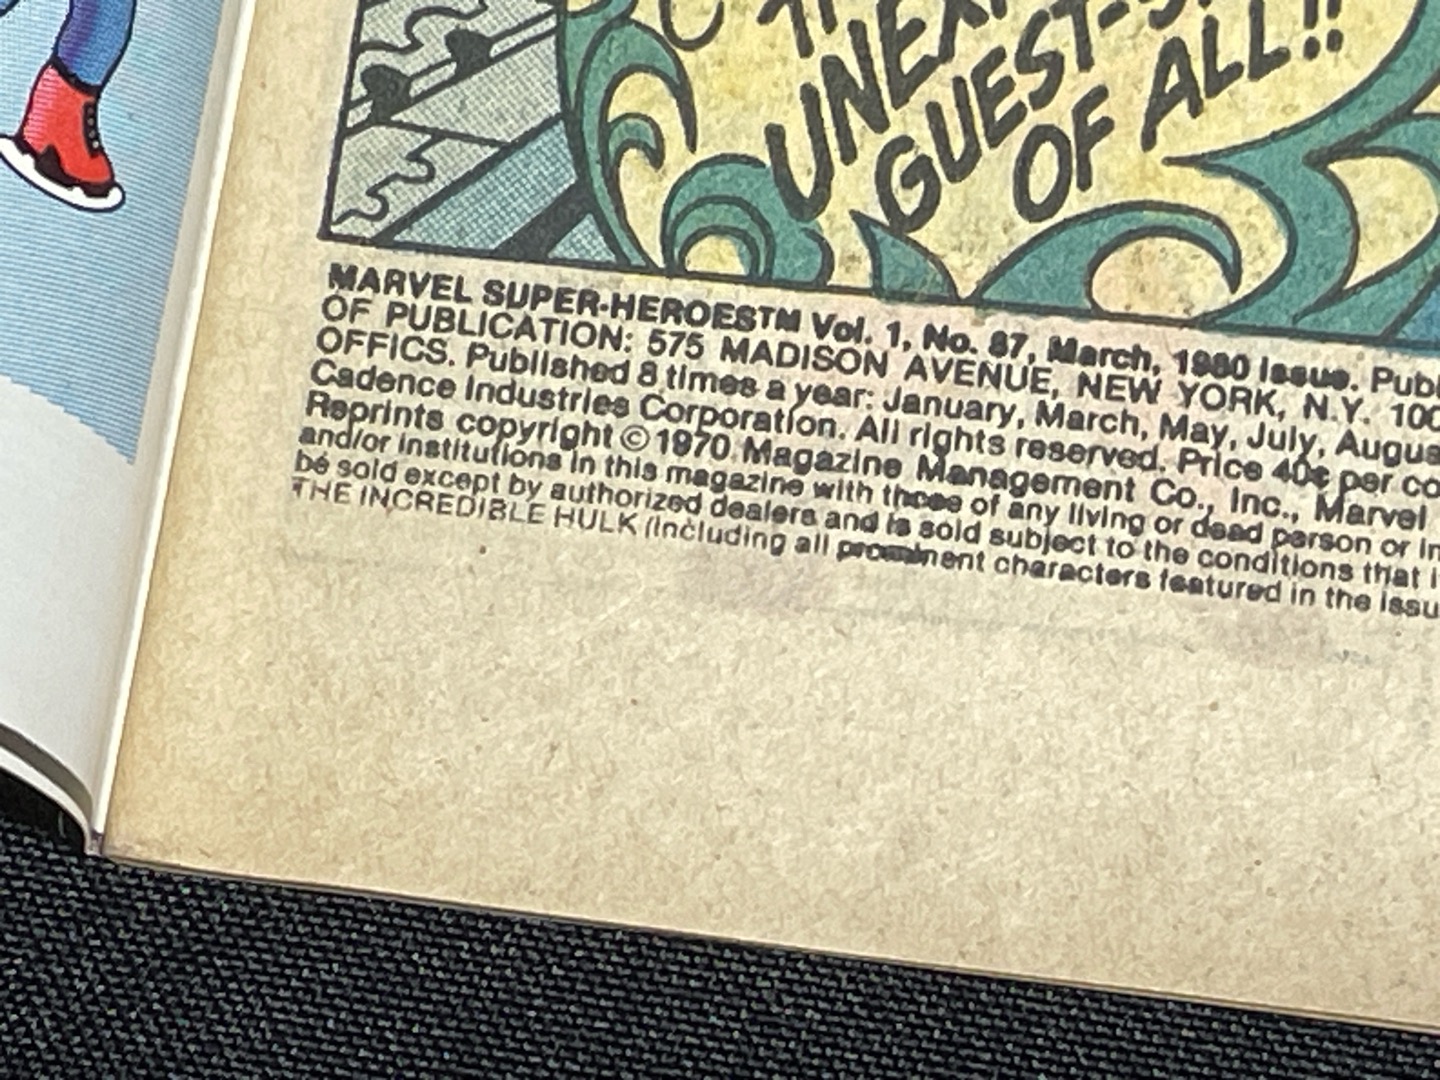 UNEX
GUEST-
OF ALL!!
MARVEL SUPER-HEROES™ Vol. 1, No. 87, March, 1980 issue. Publ
OF PUBLICATION: 575 MADISON AVENUE, NEW YORK, N.Y. 100
OFFICS. Published 8 times a year: January, March, May, July, Augus
Cadence Industries Corporation. All rights reserved. Price 40¢ per co
Reprints copyright © 1970 Magazine Management Co., Inc., Marvel
and/or institutions in this magazine with those of any living or dead person or in
be sold except by authorized dealers and is sold subject to the conditions that i
THE INCREDIBLE HULK (including all prominent characters featured in the issu